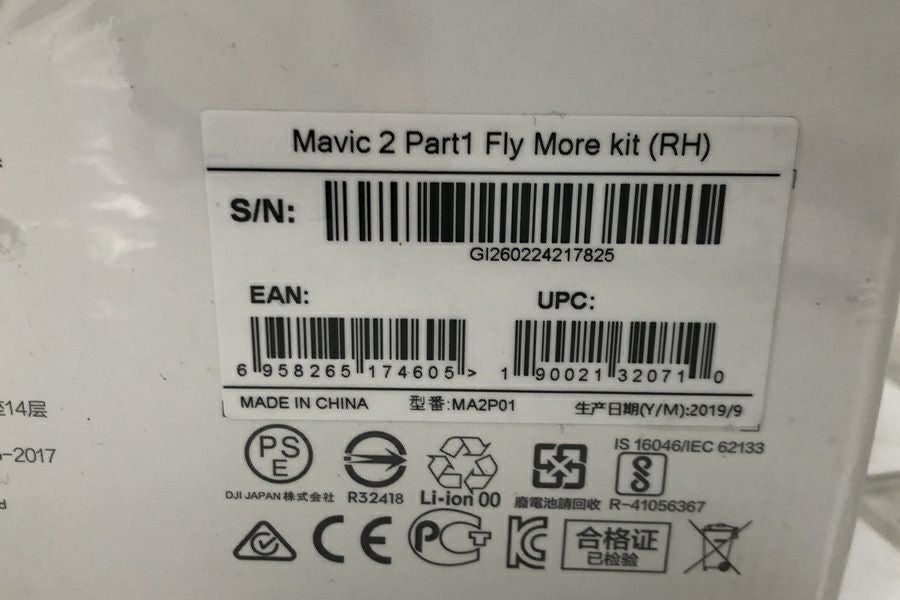 Mavic 2 Part1 Fly More kit (RH)
S/N:
GI260224217825
EAN:
UPC:
6 958265 174605 >
1 90021 32071 0
MADE IN CHINA 型番:MA2P01 生产日期(Y/M):2019/9
14层
-2017
PS
E
DJI JAPAN 株式会社
R32418
Li-ion 00
廢電池請回收
IS 16046/IEC 62133
R-41056367
CE
合格证
已检验